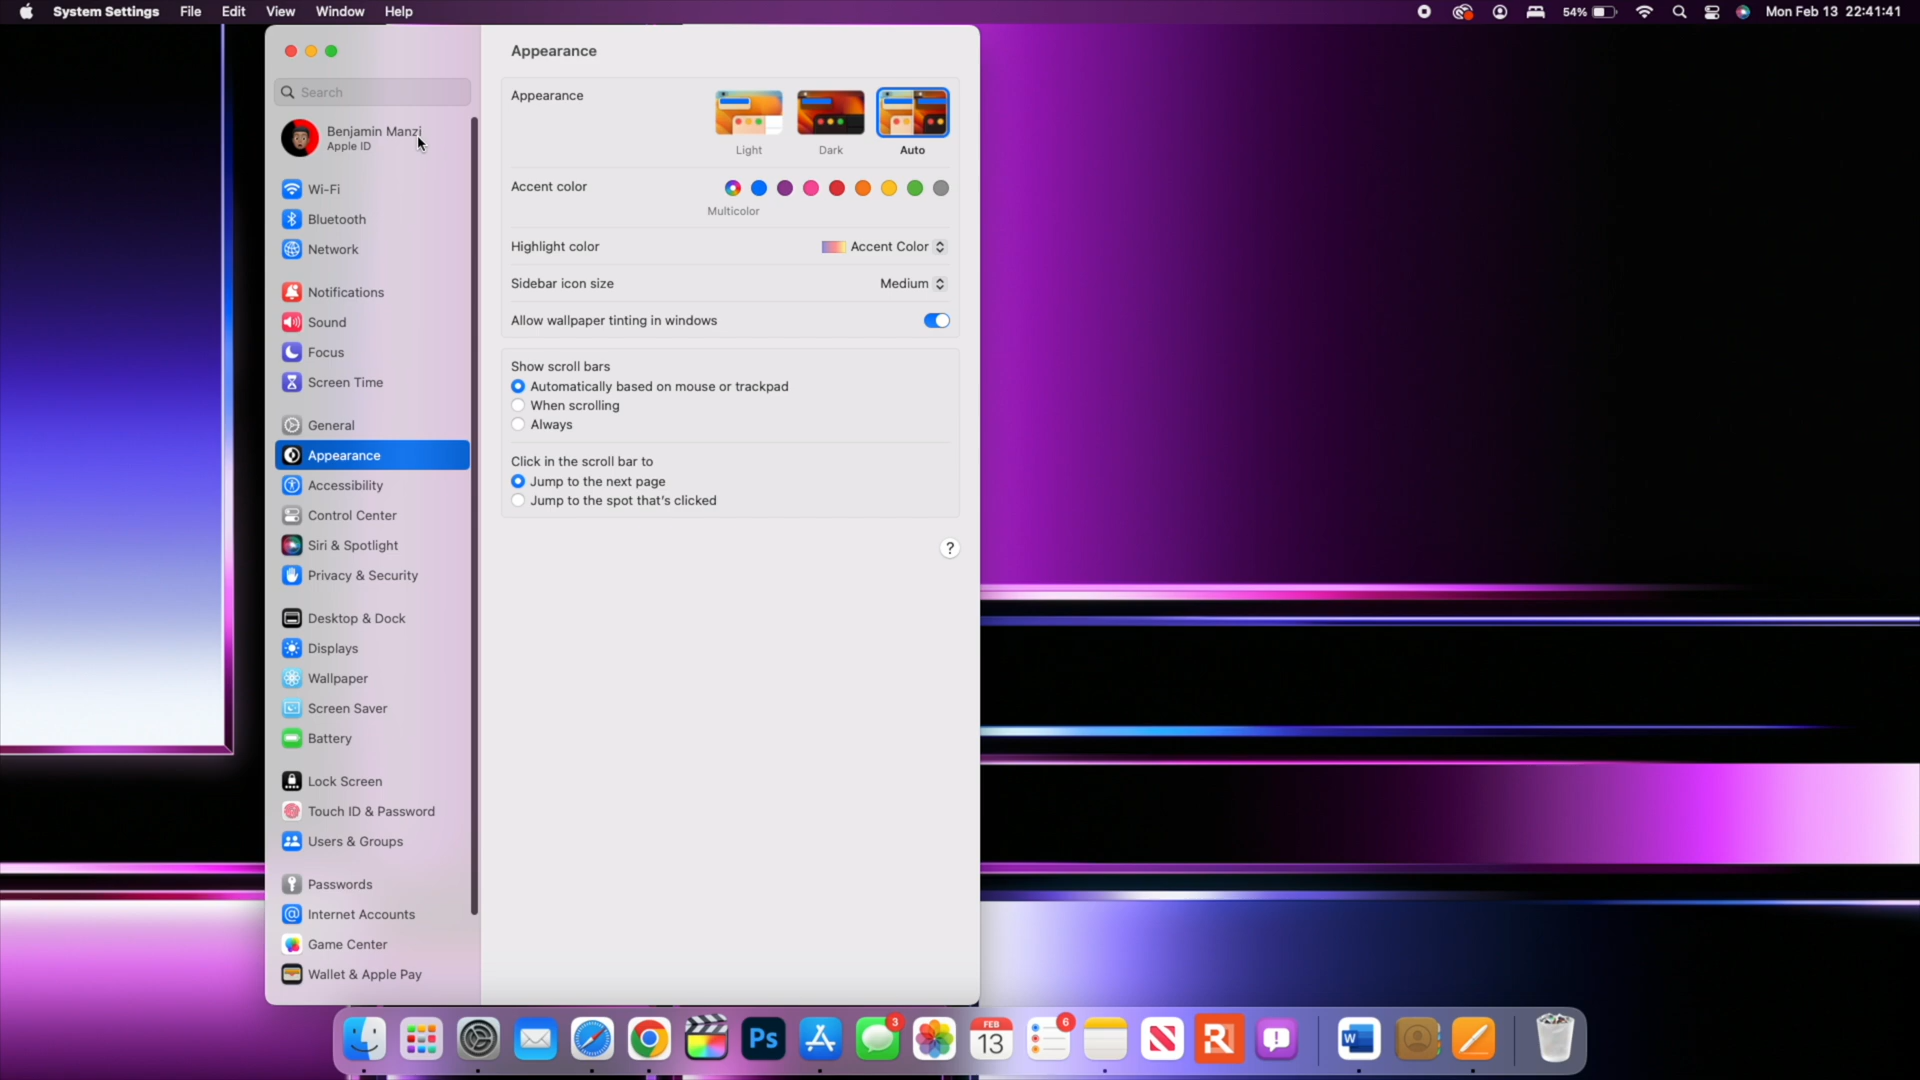 System Settings File Edit View Window Help 54% Mon Feb 13 22:41:41
Search
Benjamin Manzi
Apple ID
Wi-Fi
Bluetooth
Network
Notifications
Sound
Focus
Screen Time
General
Appearance
Accessibility
Control Center
Siri & Spotlight
Privacy & Security
Desktop & Dock
Displays
Wallpaper
Screen Saver
Battery
Lock Screen
Touch ID & Password
Users & Groups
Passwords
Internet Accounts
Game Center
Wallet & Apple Pay
Appearance
Appearance
Light Dark Auto
Accent color
Multicolor
Highlight color Accent Color
Sidebar icon size Medium
Allow wallpaper tinting in windows
Show scroll bars
Automatically based on mouse or trackpad
When scrolling
Always
Click in the scroll bar to
Jump to the next page
Jump to the spot that's clicked
?
Ps
3
FEB
13
6
N
R
W